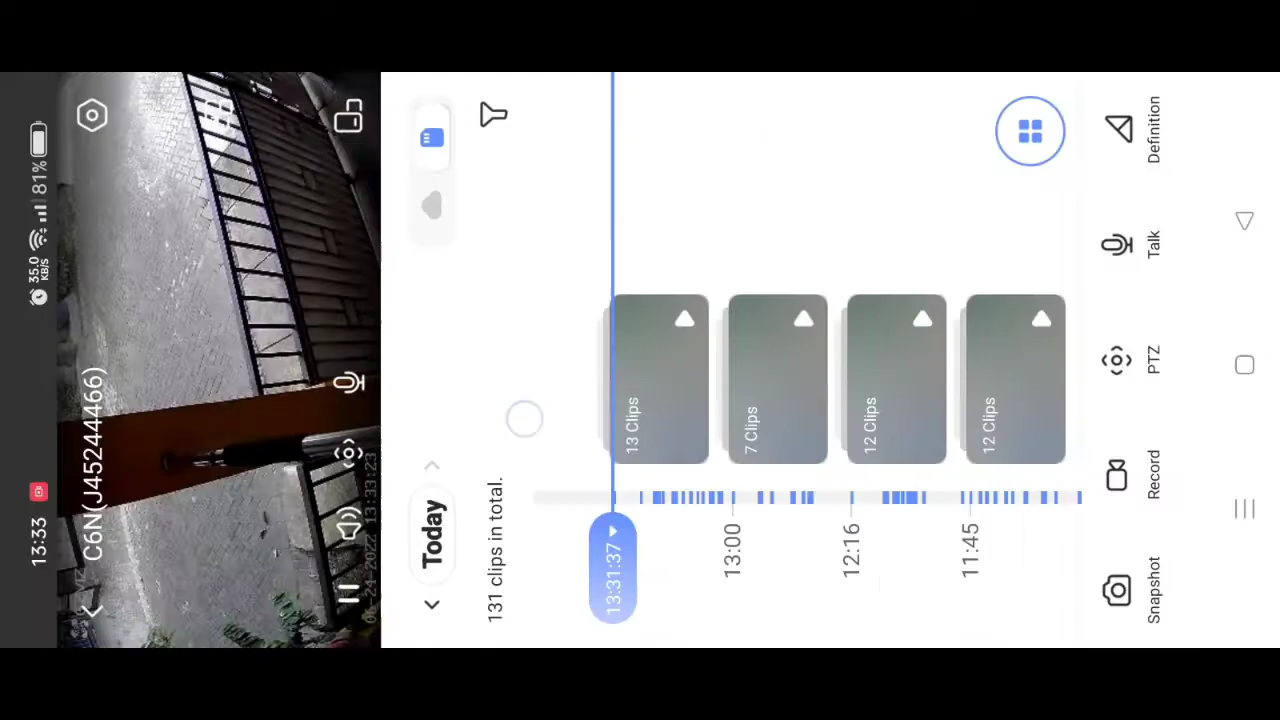 13:33
35.0
KB/S
81%
C6N(J45244466)
06-24-2022 13:33:23
Today
131 clips in total.
13:31:37
13 Clips
13:00
7 Clips
12:16
12 Clips
11:45
12 Clips
Snapshot
Record
PTZ
Talk
Definition